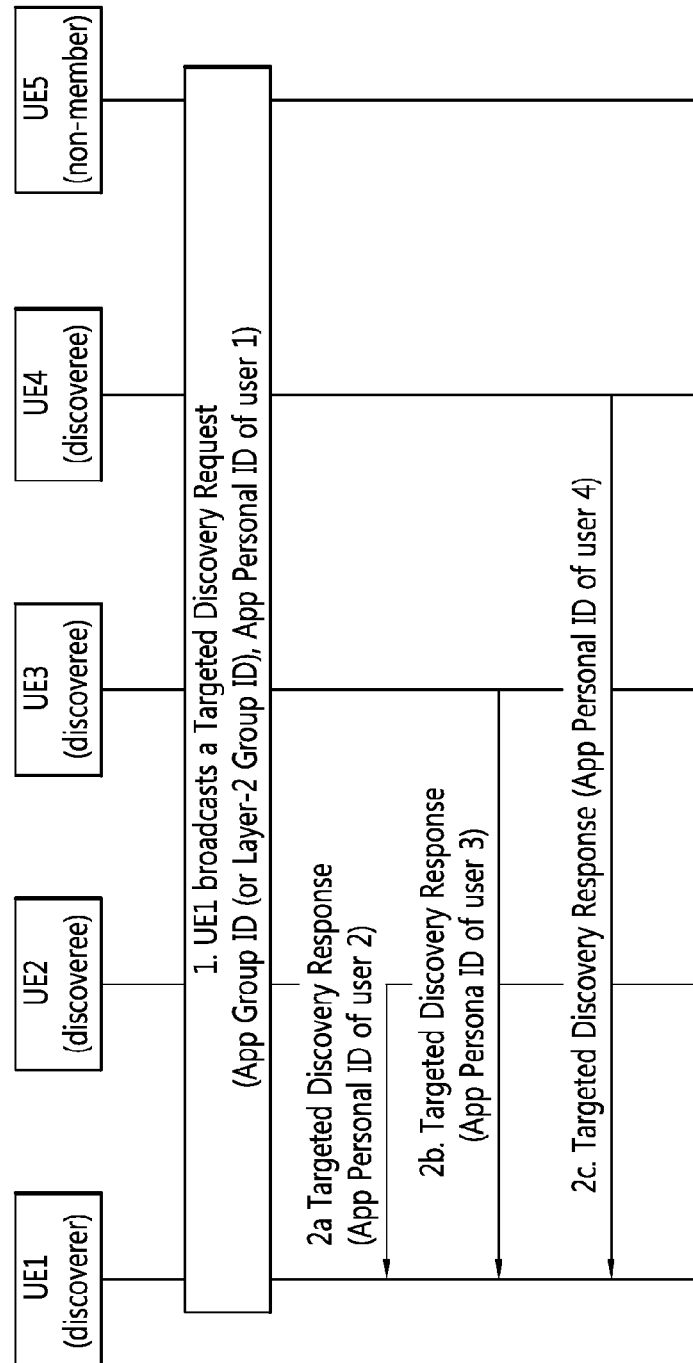 UE1
(discoverer)
UE2
(discoveree)
UE3
(discoveree)
UE4
(discoveree)
UE5
(non-member)
1. UE1 broadcasts a Targeted Discovery Request
(App Group ID (or Layer-2 Group ID), App Personal ID of user 1)
2a Targeted Discovery Response
(App Personal ID of user 2)
2b. Targeted Discovery Response
(App Persona ID of user 3)
2c. Targeted Discovery Response (App Personal ID of user 4)